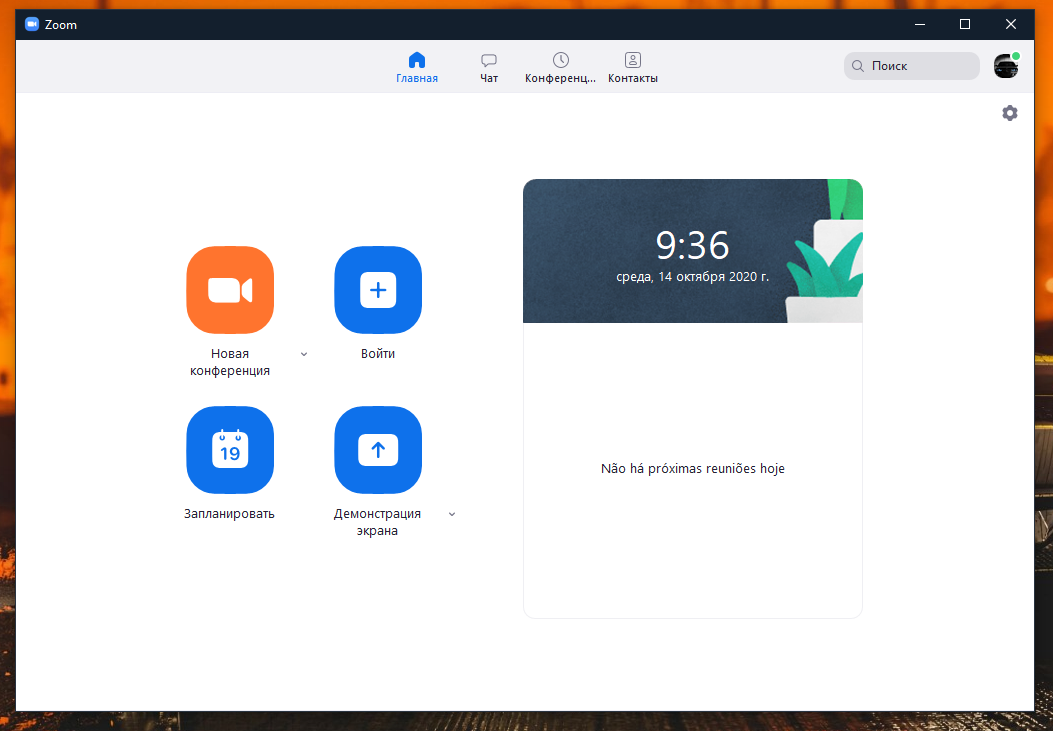 Zoom
Главная
Чат
Конференц...
Контакты
Поиск
9:36
среда, 14 октября 2020 г.
Новая
конференция
Войти
19
Запланировать
Демонстрация
экрана
Não há próximas reuniões hoje